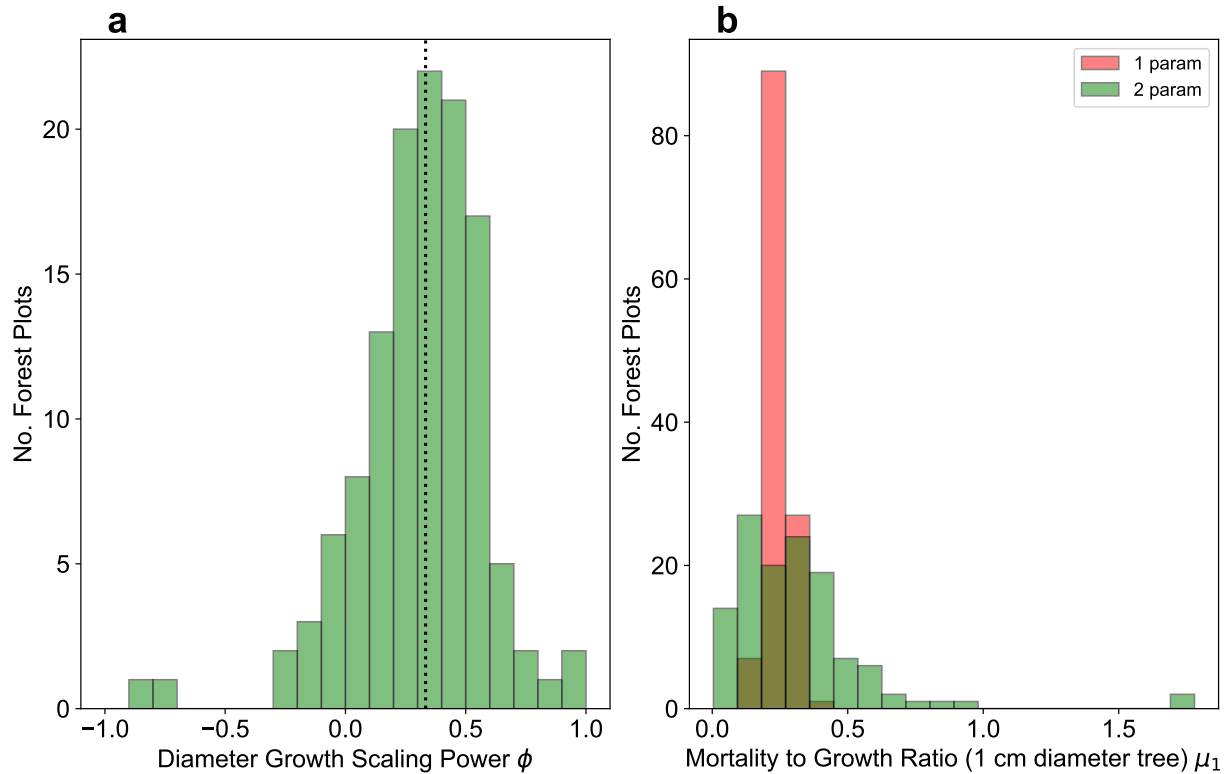 a
20
15
10
5
0
No. Forest Plots
−1.0 −0.5 0.0 0.5 1.0
Diameter Growth Scaling Power ϕ
b
1 param
2 param
80
60
40
20
0
No. Forest Plots
0.0 0.5 1.0 1.5
Mortality to Growth Ratio (1 cm diameter tree) μ₁